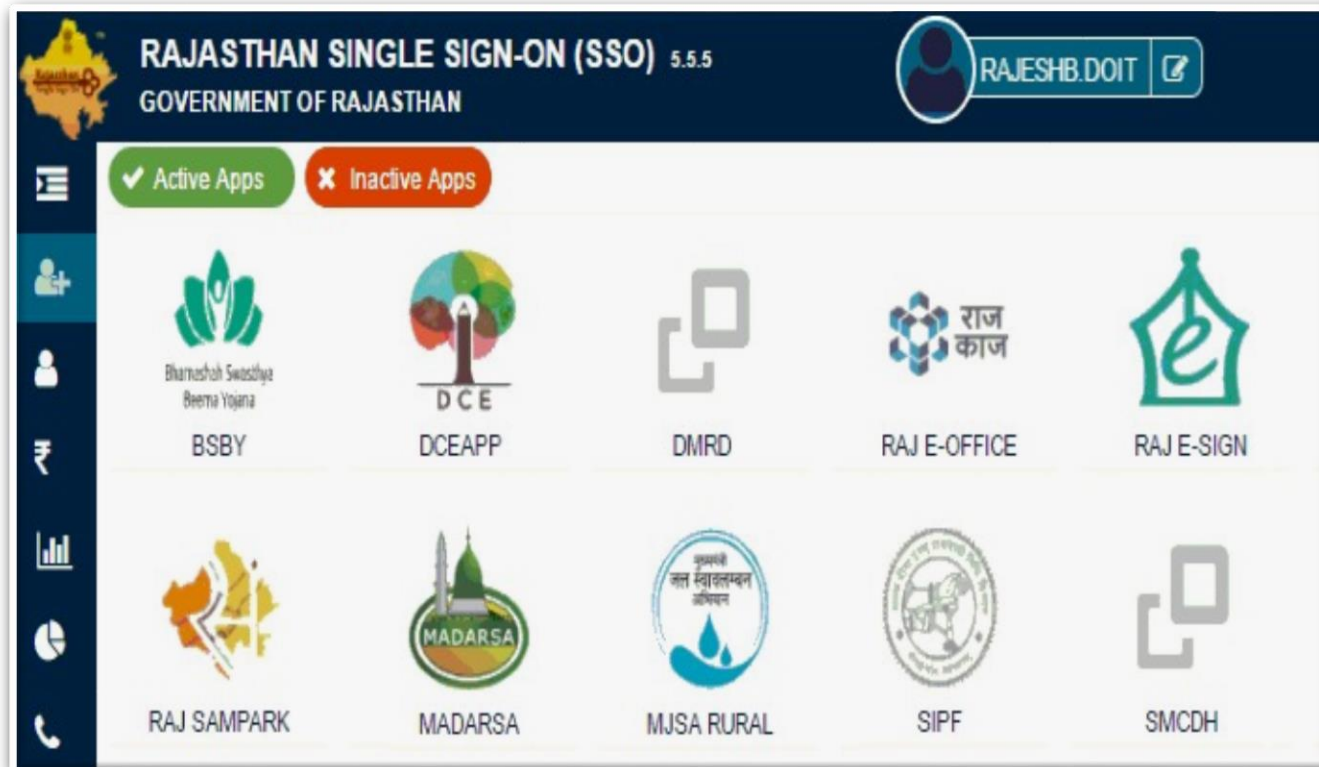 RAJASTHAN SINGLE SIGN-ON (SSO) 5.5.5
GOVERNMENT OF RAJASTHAN
RAJESHB.DOIT
Active Apps
Inactive Apps
Bhamashah Swasthya
Beema Yojana
BSBY
DCE
DCEAPP
DMRD
राज
काज
RAJ E-OFFICE
e
RAJ E-SIGN
RAJ SAMPARK
MADARSA
MADARSA
मुख्यमंत्री
जल स्वावलम्बन
अभियान
MJSA RURAL
SIPF
SMCDH